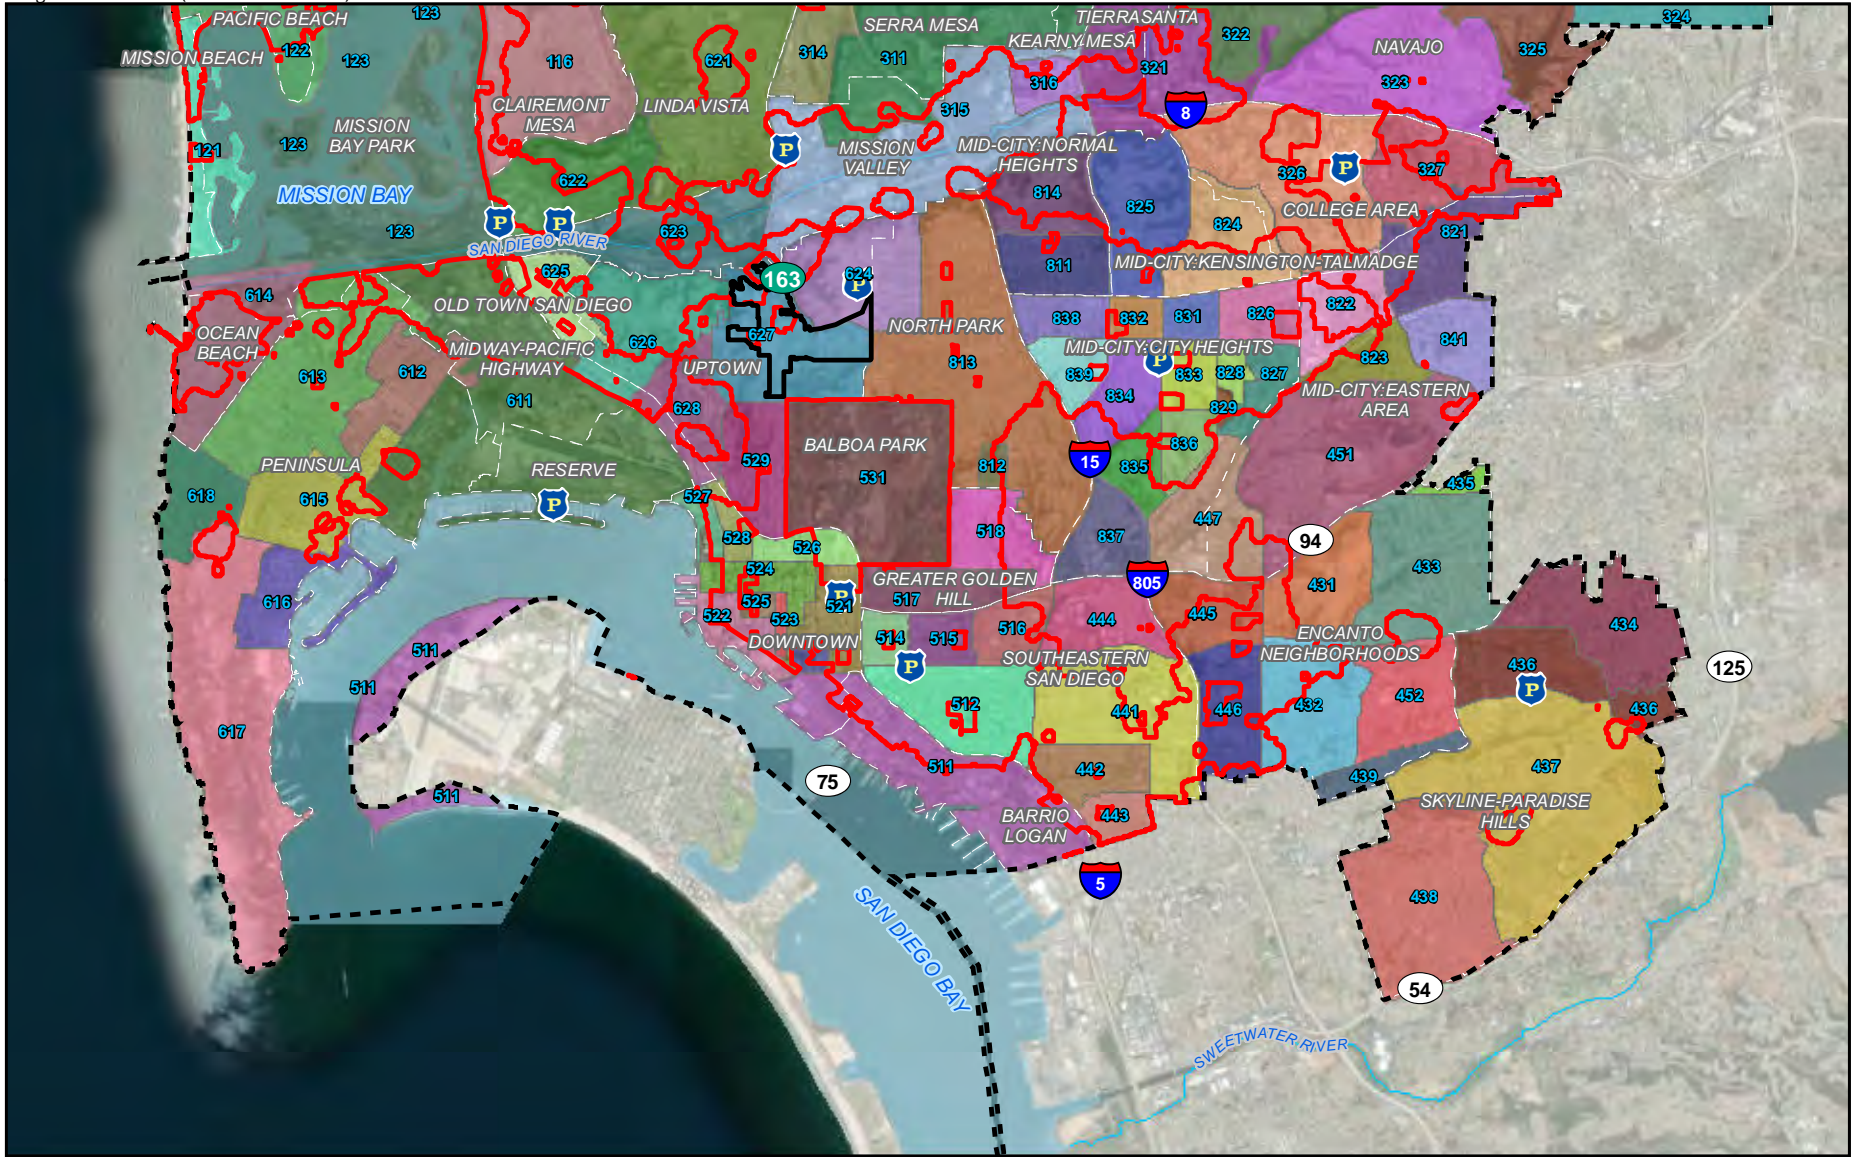 PACIFIC BEACH
123
SERRA MESA
TIERRASANTA
324
MISSION BEACH
122
123
116
621
314
311
KEARNY MESA
322
NAVAJO
325
316
321
323
CLAIREMONT
MESA
LINDA VISTA
315
8
MISSION
BAY PARK
123
121
P
MISSION
VALLEY
MID-CITY:NORMAL
HEIGHTS
326
P
327
622
814
825
MISSION BAY
824
COLLEGE AREA
P
P
123
SAN DIEGO RIVER
623
821
811
MID-CITY:KENSINGTON-TALMADGE
625
163
624
P
614
OLD TOWN SAN DIEGO
822
OCEAN
BEACH
626
627
NORTH PARK
838
832
831
826
841
MIDWAY-PACIFIC
HIGHWAY
UPTOWN
MID-CITY:CITY HEIGHTS
P
823
613
612
813
839
833
828
827
611
628
834
829
MID-CITY:EASTERN
AREA
BALBOA PARK
836
PENINSULA
RESERVE
529
531
812
15
835
451
618
615
P
527
435
528
518
837
447
526
94
524
GREATER GOLDEN
HILL
805
433
431
616
522
525
523
P
521
517
444
445
434
DOWNTOWN
514
515
516
ENCANTO
NEIGHBORHOODS
511
P
SOUTHEASTERN
SAN DIEGO
436
P
125
511
512
441
446
432
452
436
617
511
442
439
437
75
511
BARRIO
LOGAN
443
SKYLINE-PARADISE
HILLS
5
438
SAN DIEGO BAY
54
SWEETWATER RIVER